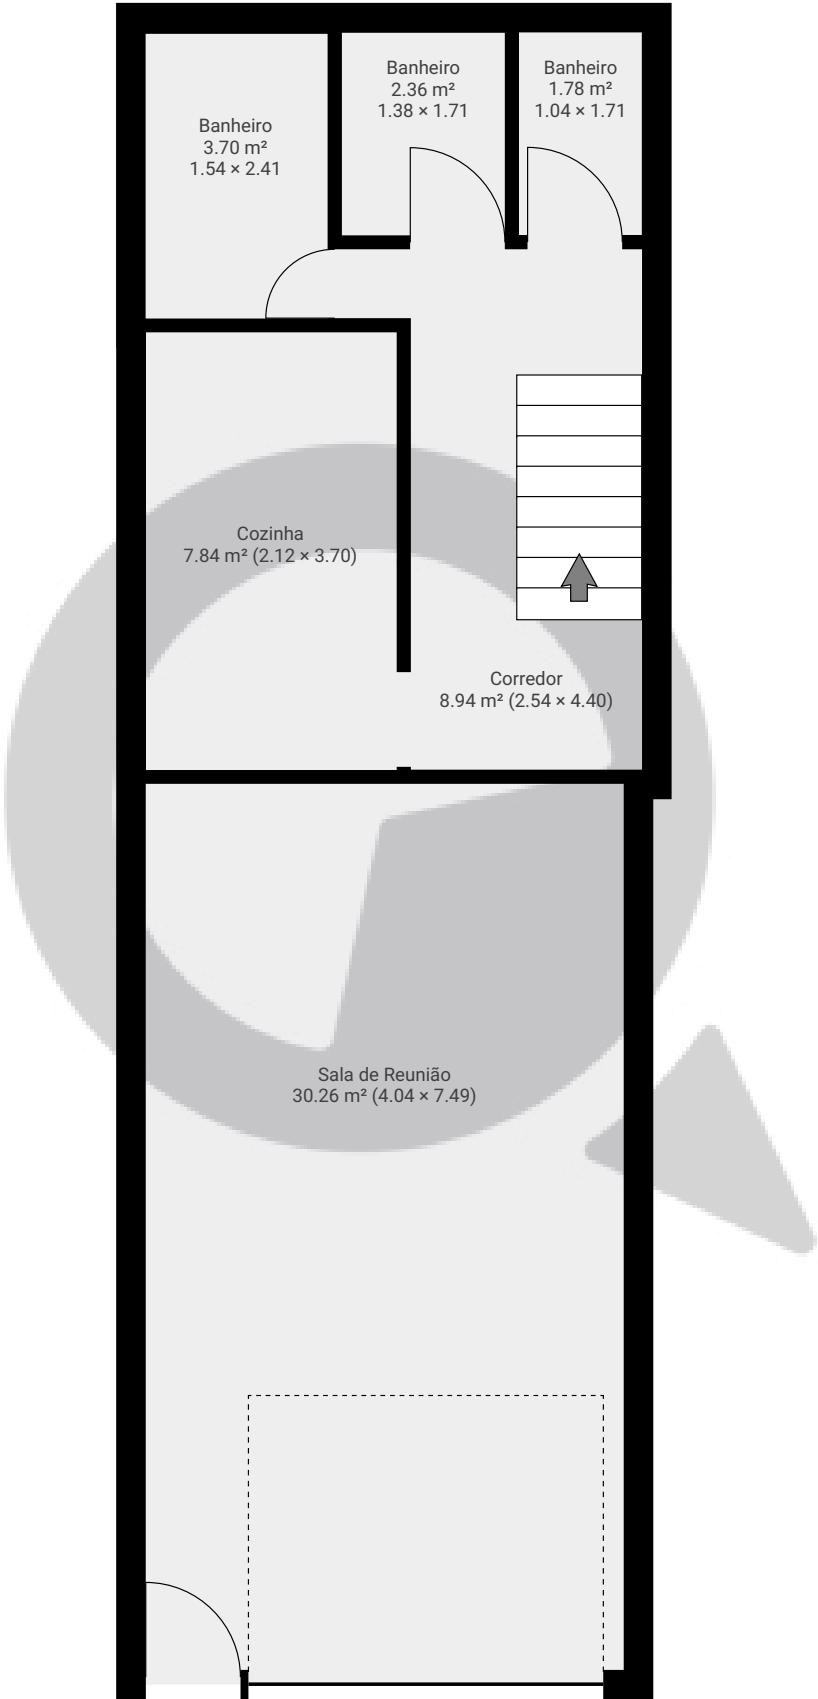 Banheiro
3.70 m²
1.54 × 2.41
Banheiro
2.36 m²
1.38 × 1.71
Banheiro
1.78 m²
1.04 × 1.71
Cozinha
7.84 m² (2.12 × 3.70)
Corredor
8.94 m² (2.54 × 4.40)
Sala de Reunião
30.26 m² (4.04 × 7.49)